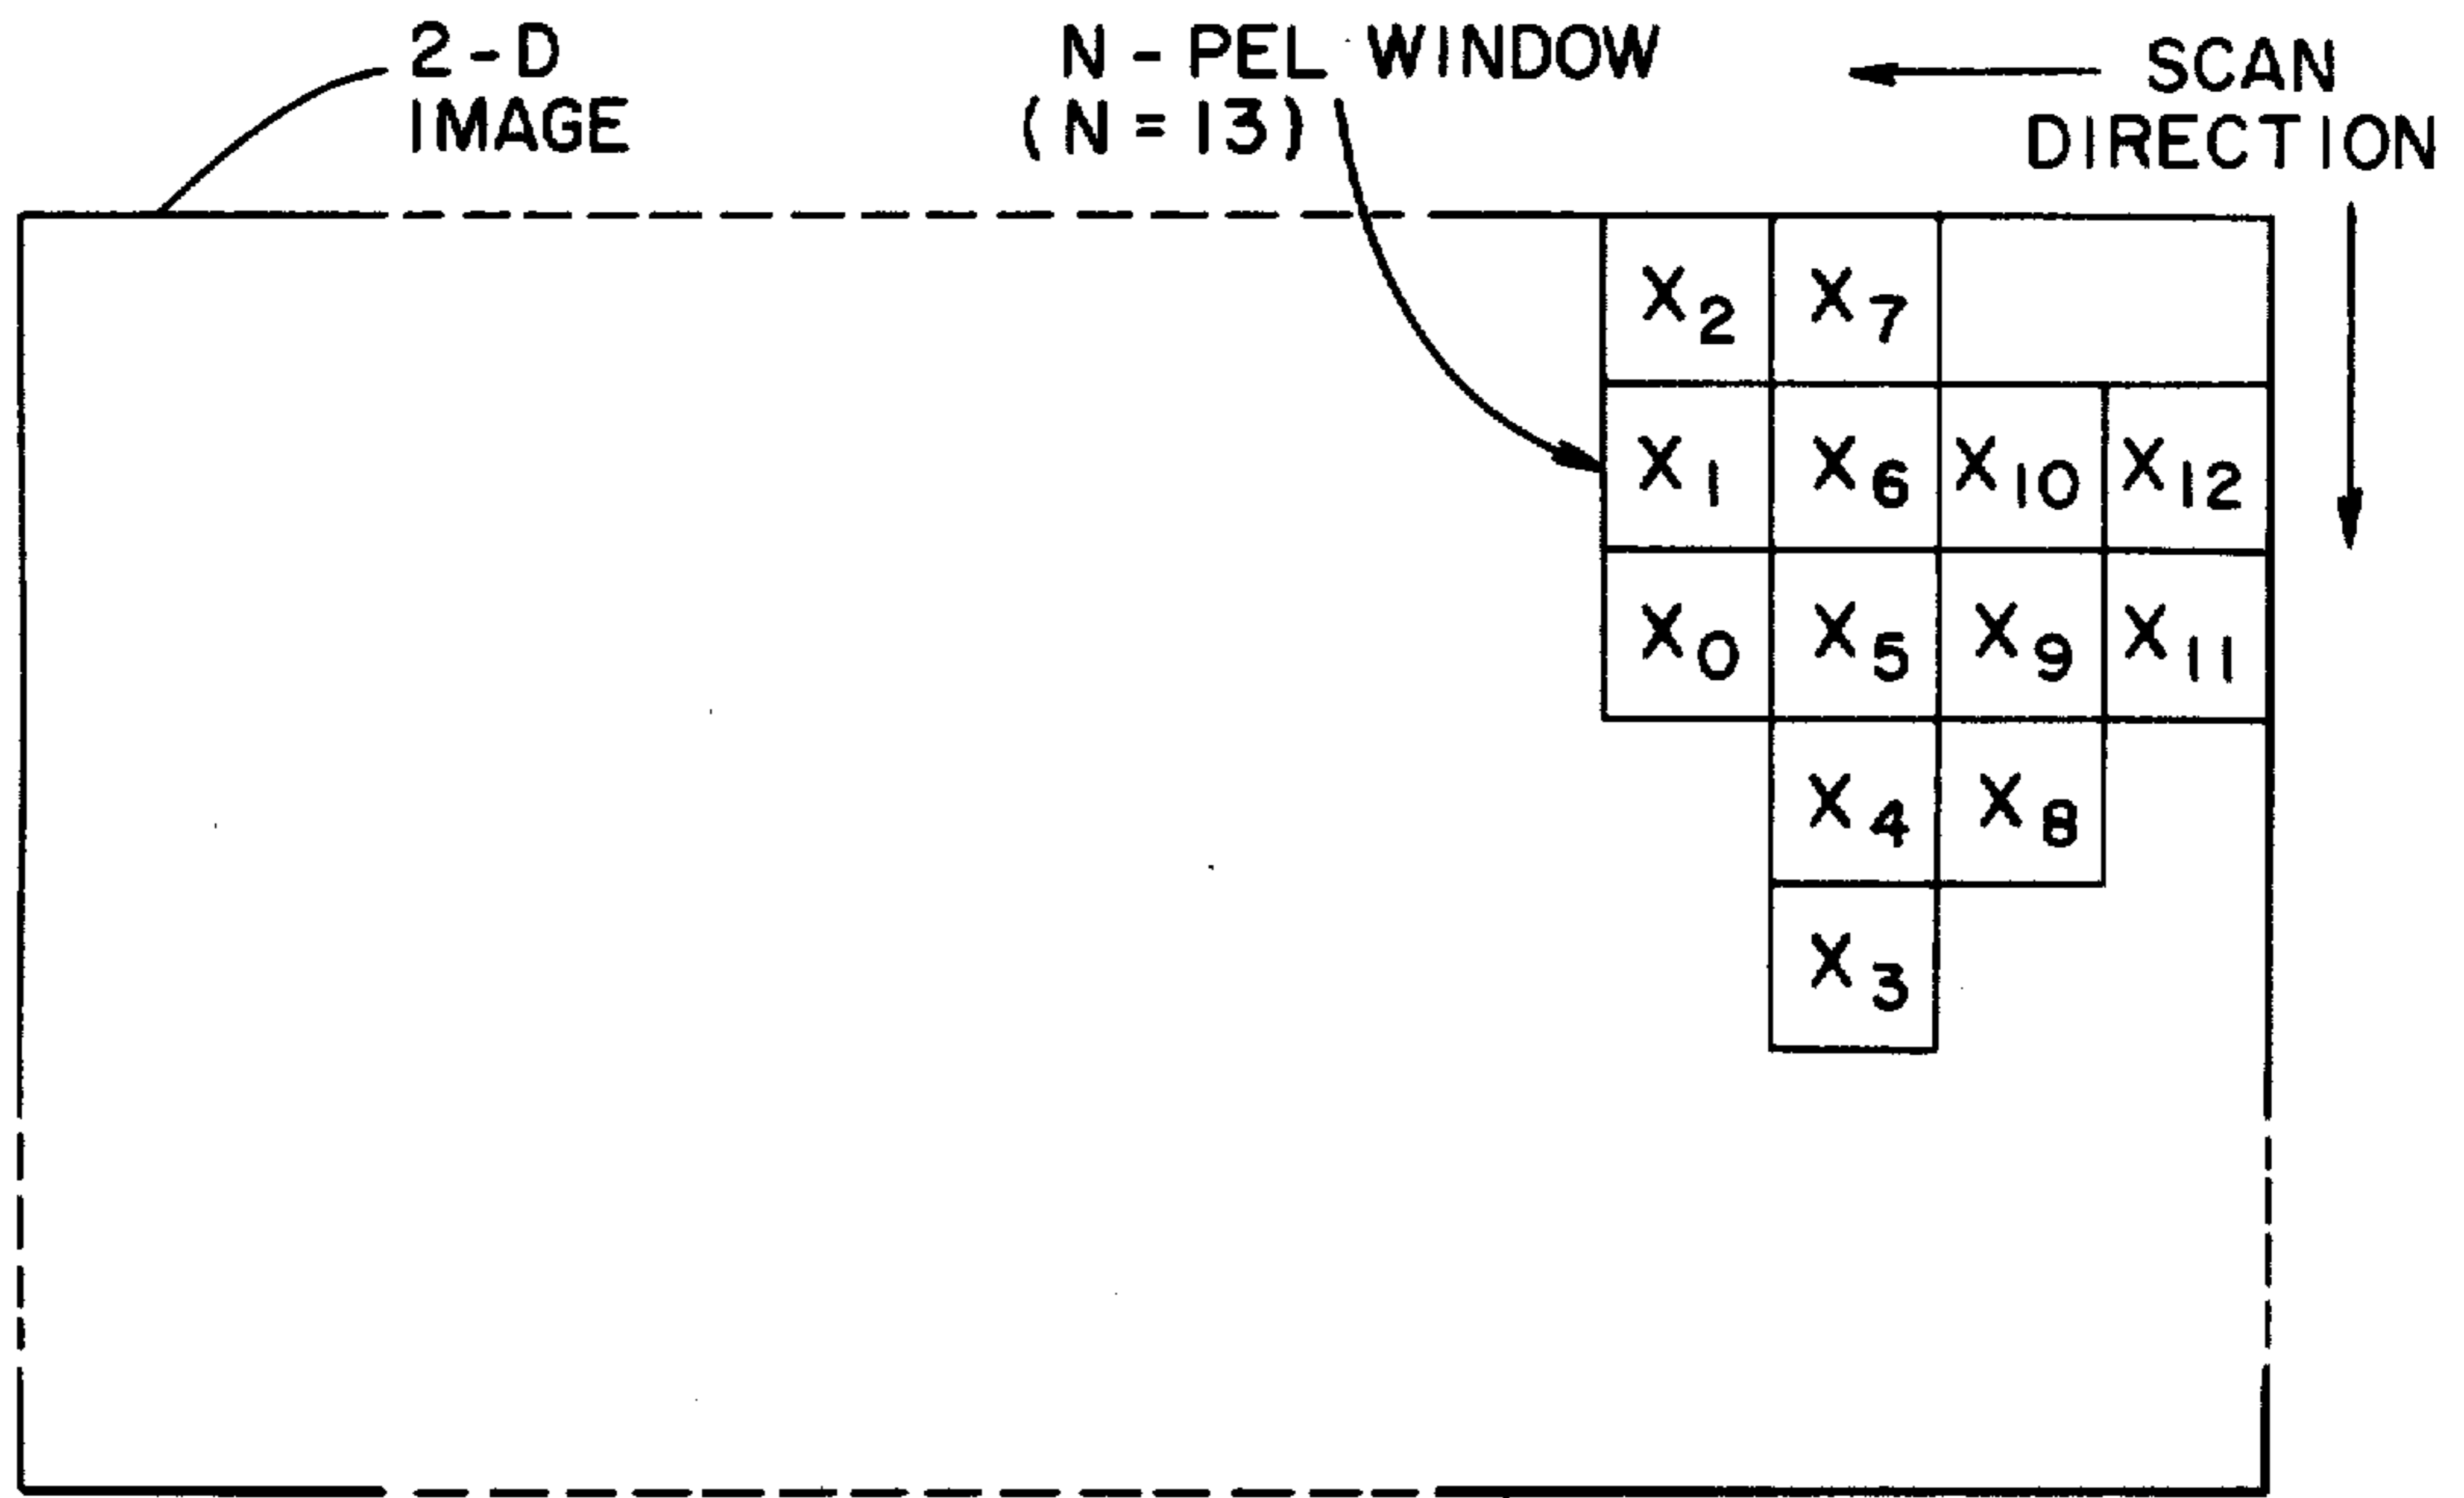 2-D
IMAGE
N - PEL WINDOW
(N = 13)
SCAN
DIRECTION
X2 X7
X1 X6 X10 X12
X0 X5 X9 X11
X4 X8
X3